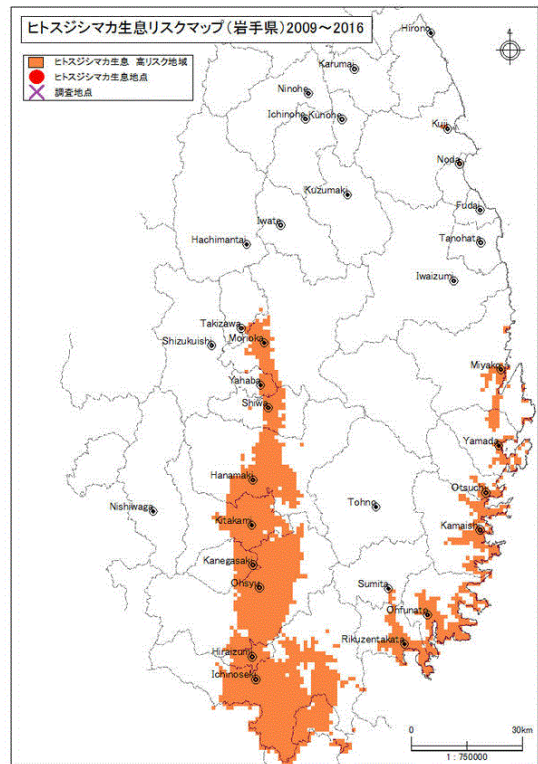 ヒトスジシマカ生息リスクマップ(岩手県)2009～2016
ヒトスジシマカ生息 高リスク地域
ヒトスジシマカ生息地点
調査地点
Hirono
Karumai
Ninohe
Ichinohe
Kunohe
Kuji
Noda
Kuzumaki
Fudai
Iwate
Tanohata
Hachimantai
Iwaizumi
Takizawa
Morioka
Shizukuishi
Miyako
Yahaba
Shiwa
Yamada
Hanamaki
Otsuchi
Tohno
Nishiwaga
Kitakami
Kamaishi
Kanegasaki
Ohsyu
Sumita
Ohfunato
Rikuzentakata
Hiraizumi
Ichinoseki
0 30km
1 : 750000